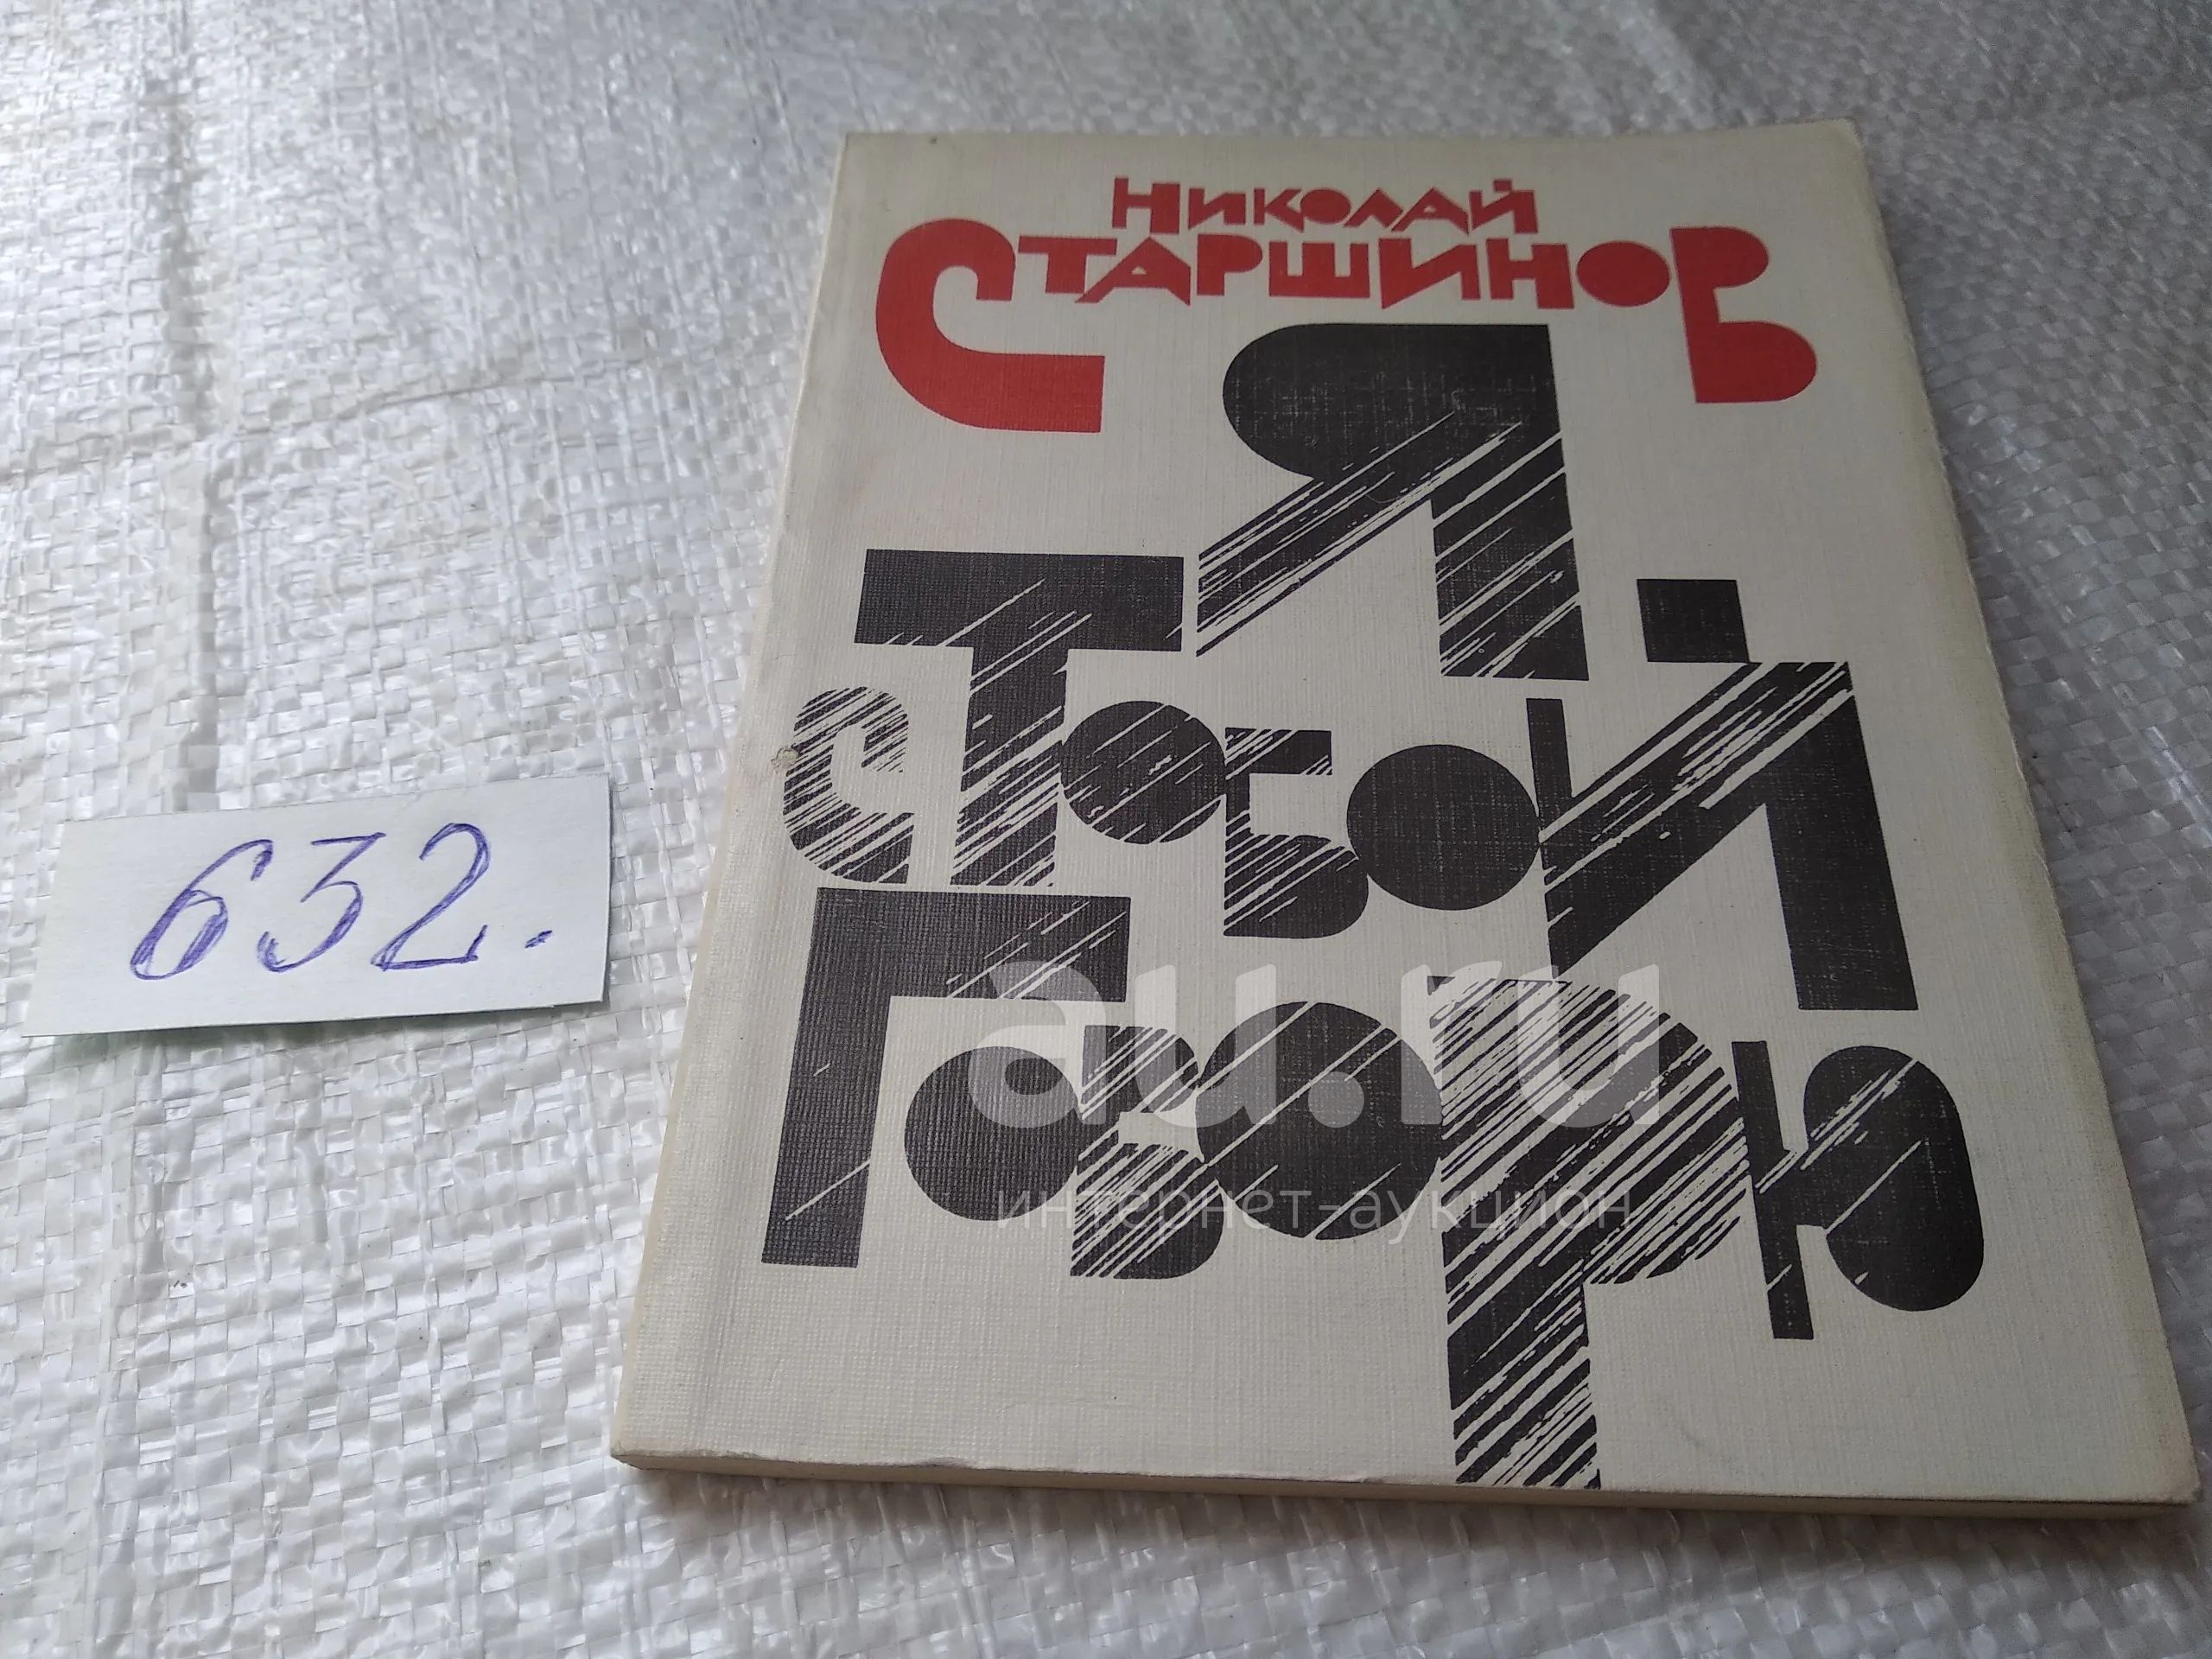 Николай
Старшинов
Я
с тобой
Говорю
632.
au.ru
интернет-аукцион